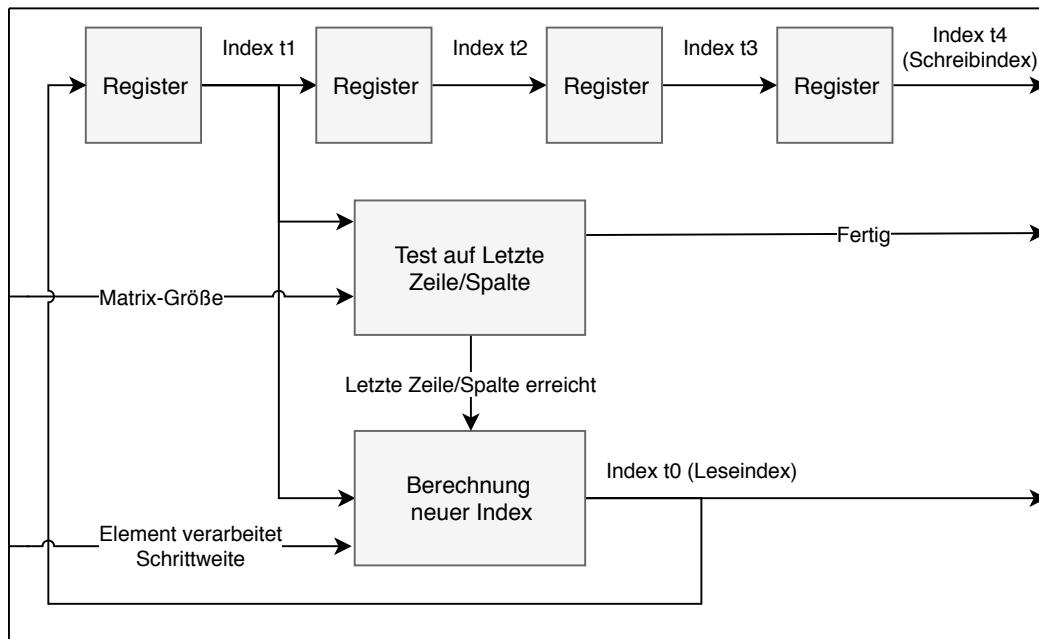 Index t1
Index t2
Index t3
Index t4
(Schreibindex)
Register
Register
Register
Register
Test auf Letzte
Zeile/Spalte
Fertig
Matrix-Größe
Letzte Zeile/Spalte erreicht
Index t0 (Leseindex)
Berechnung
neuer Index
Element verarbeitet
Schrittweite